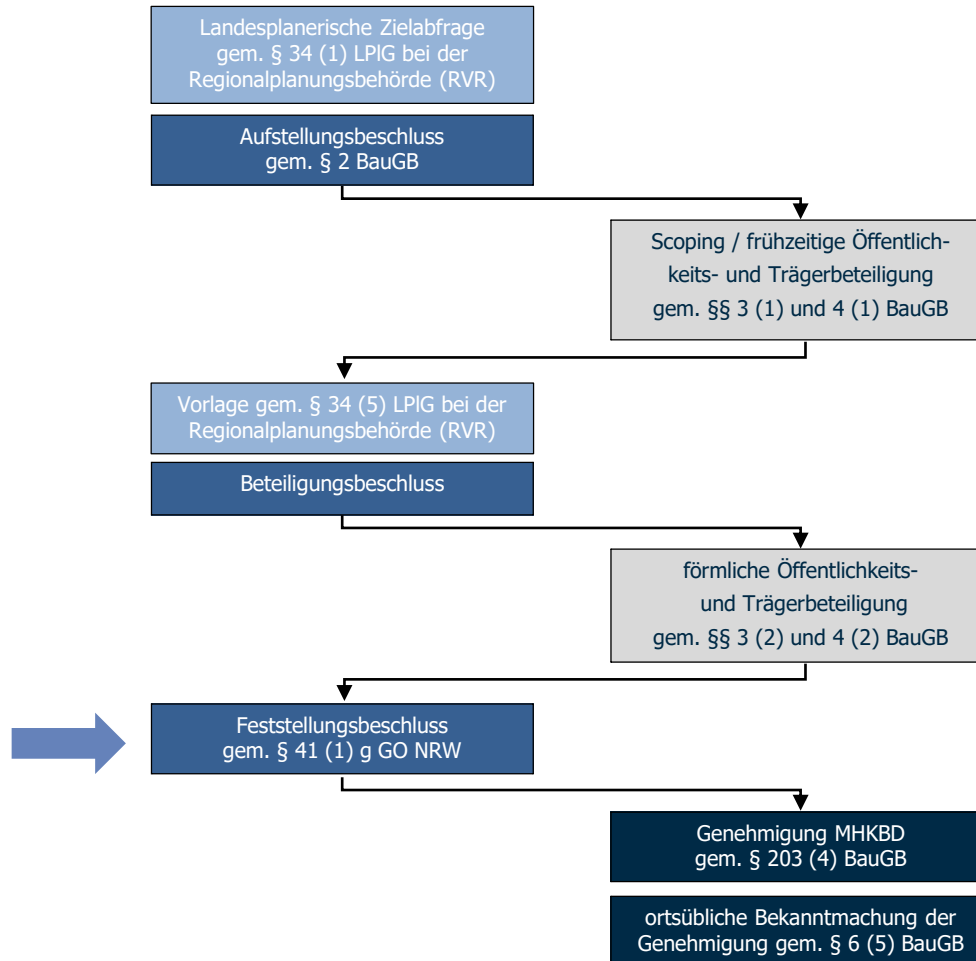 Landesplanerische Zielabfrage
gem. § 34 (1) LPlG bei der
Regionalplanungsbehörde (RVR)
Aufstellungsbeschluss
gem. § 2 BauGB
Scoping / frühzeitige Öffentlich-
keits- und Trägerbeteiligung
gem. §§ 3 (1) und 4 (1) BauGB
Vorlage gem. § 34 (5) LPlG bei der
Regionalplanungsbehörde (RVR)
Beteiligungsbeschluss
förmliche Öffentlichkeits-
und Trägerbeteiligung
gem. §§ 3 (2) und 4 (2) BauGB
Feststellungsbeschluss
gem. § 41 (1) g GO NRW
Genehmigung MHKBD
gem. § 203 (4) BauGB
ortsübliche Bekanntmachung der
Genehmigung gem. § 6 (5) BauGB